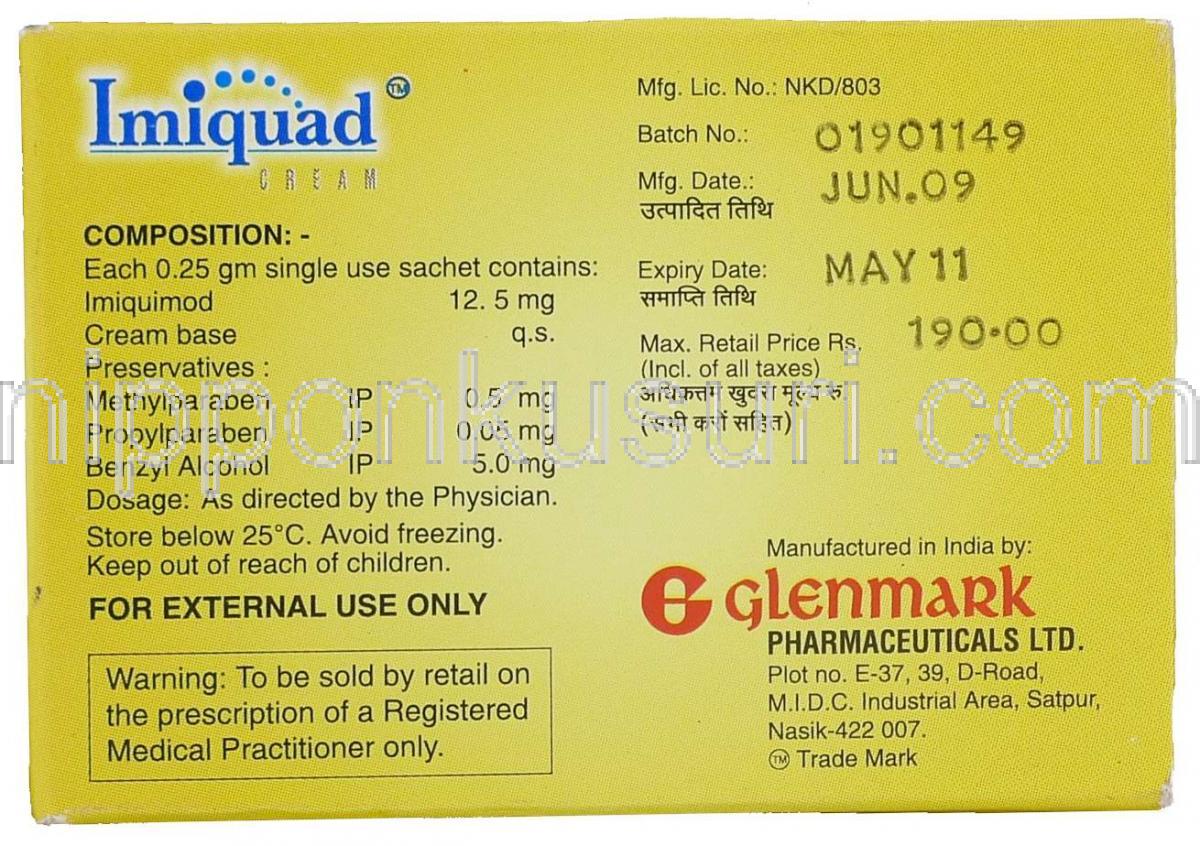 Imiquad™
CREAM
COMPOSITION: -
Each 0.25 gm single use sachet contains:
Imiquimod 12. 5 mg
Cream base q.s.
Preservatives :
Methylparaben IP 0.5 mg
Propylparaben IP 0.05 mg
Benzyl Alcohol IP 5.0 mg
Dosage: As directed by the Physician.
Store below 25°C. Avoid freezing.
Keep out of reach of children.
FOR EXTERNAL USE ONLY
Warning: To be sold by retail on
the prescription of a Registered
Medical Practitioner only.
Mfg. Lic. No.: NKD/803
Batch No.: 01901149
Mfg. Date.: JUN.09
उत्पादित तिथि
Expiry Date: MAY 11
समाप्ति तिथि
Max. Retail Price Rs. 190.00
(Incl. of all taxes)
अधिकतम खुदरा मूल्य रु.
(सभी करों सहित)
nipponkusuri.com
Manufactured in India by:
Glenmark
PHARMACEUTICALS LTD.
Plot no. E-37, 39, D-Road,
M.I.D.C. Industrial Area, Satpur,
Nasik-422 007.
™ Trade Mark